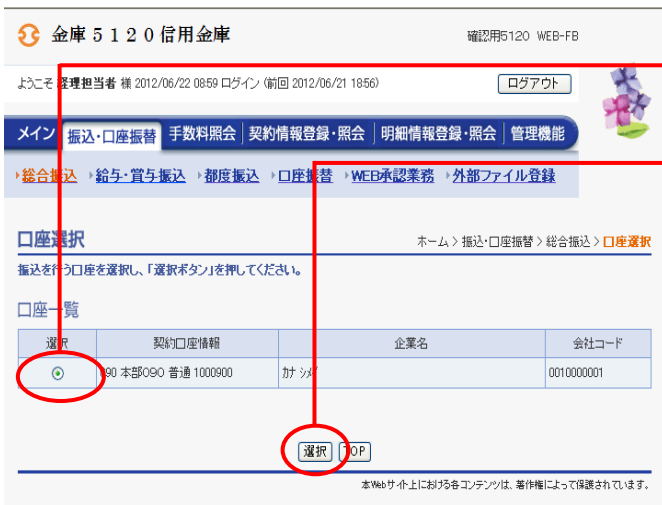 金庫5120信用金庫
確認用5120 WEB-FB
ようこそ 経理担当者 様 2012/06/22 0859 ログイン (前回 2012/06/21 1856)
ログアウト
メイン 振込・口座振替 手数料照会 契約情報登録・照会 明細情報登録・照会 管理機能
総合振込 給与・賞与振込 都度振込 口座振替 WEB承認業務 外部ファイル登録
口座選択
ホーム > 振込・口座振替 > 総合振込 > 口座選択
振込を行う口座を選択し、「選択ボタン」を押してください。
口座一覧
選択 契約口座情報 企業名 会社コード
090 本部090 普通 1000900 カナ シメイ 0010000001
選択 TOP
本Webサイト上における各コンテンツは、著作権によって保護されています。